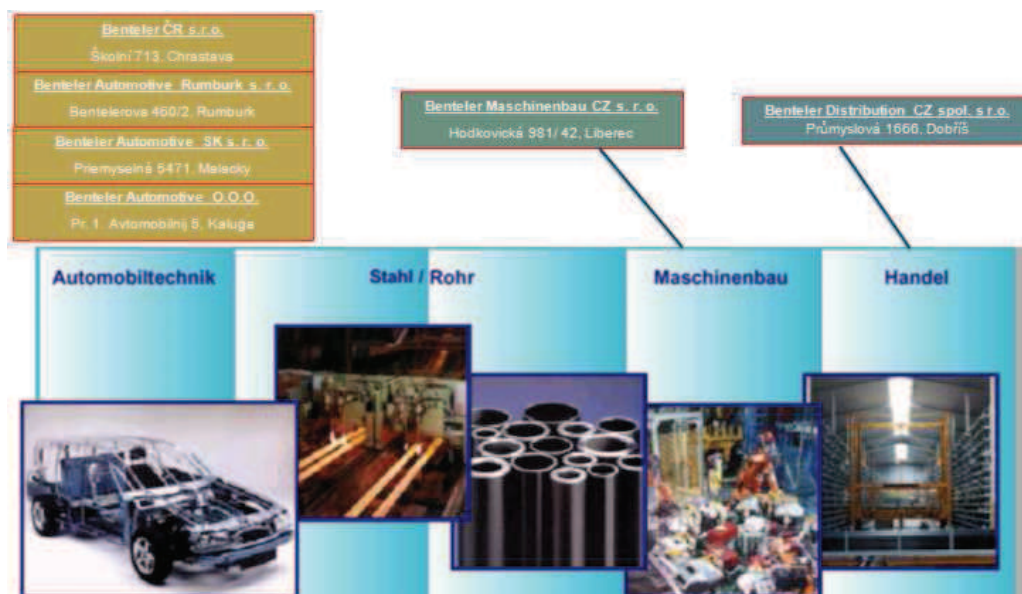 Benteler ČR s.r.o.
Školní 713, Chrastava
Benteler Automotive Rumburk s. r. o.
Bentelerova 460/2, Rumburk
Benteler Automotive SK s. r. o.
Priemyselná 5471, Malacky
Benteler Automotive O.O.O.
Pr. 1. Avtomobilnij 5, Kaluga
Benteler Maschinenbau CZ s. r. o.
Hodkovická 981/ 42, Liberec
Benteler Distribution CZ spol. s r.o.
Průmyslová 1666, Dobříš
Automobiltechnik
Stahl / Rohr
Maschinenbau
Handel